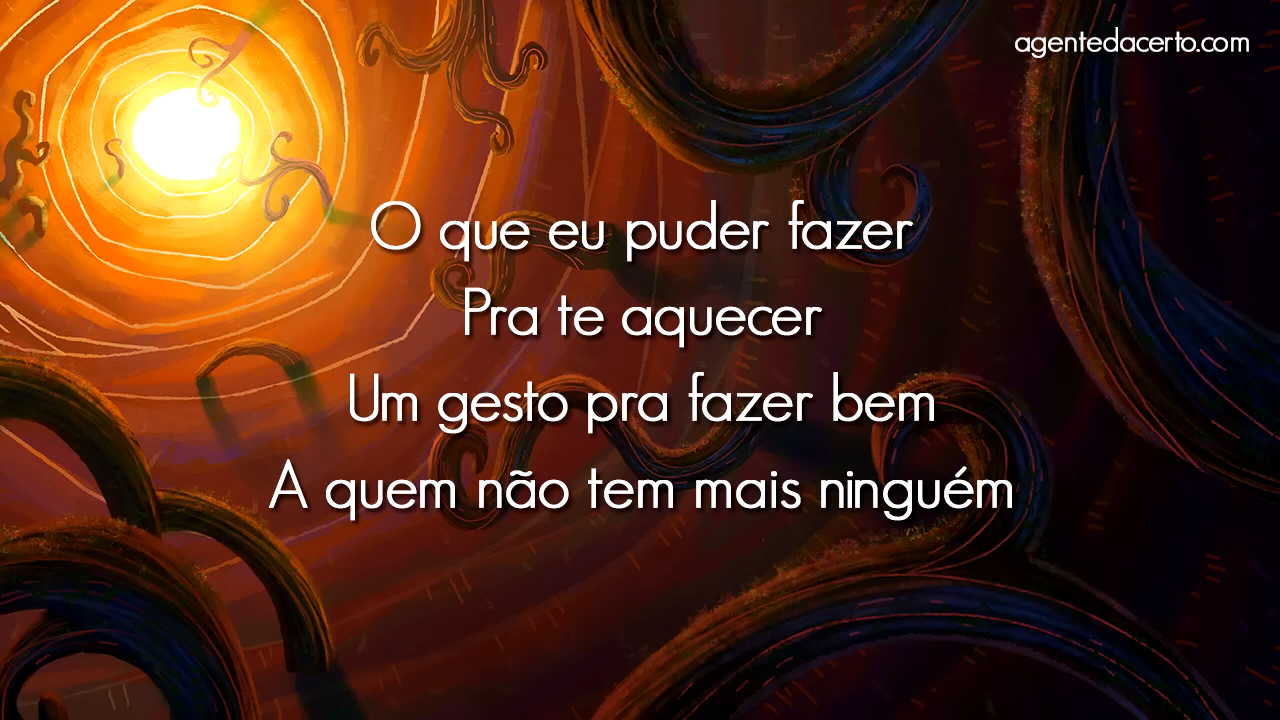 agentedacerto.com
O que eu puder fazer
Pra te aquecer
Um gesto pra fazer bem
A quem não tem mais ninguém